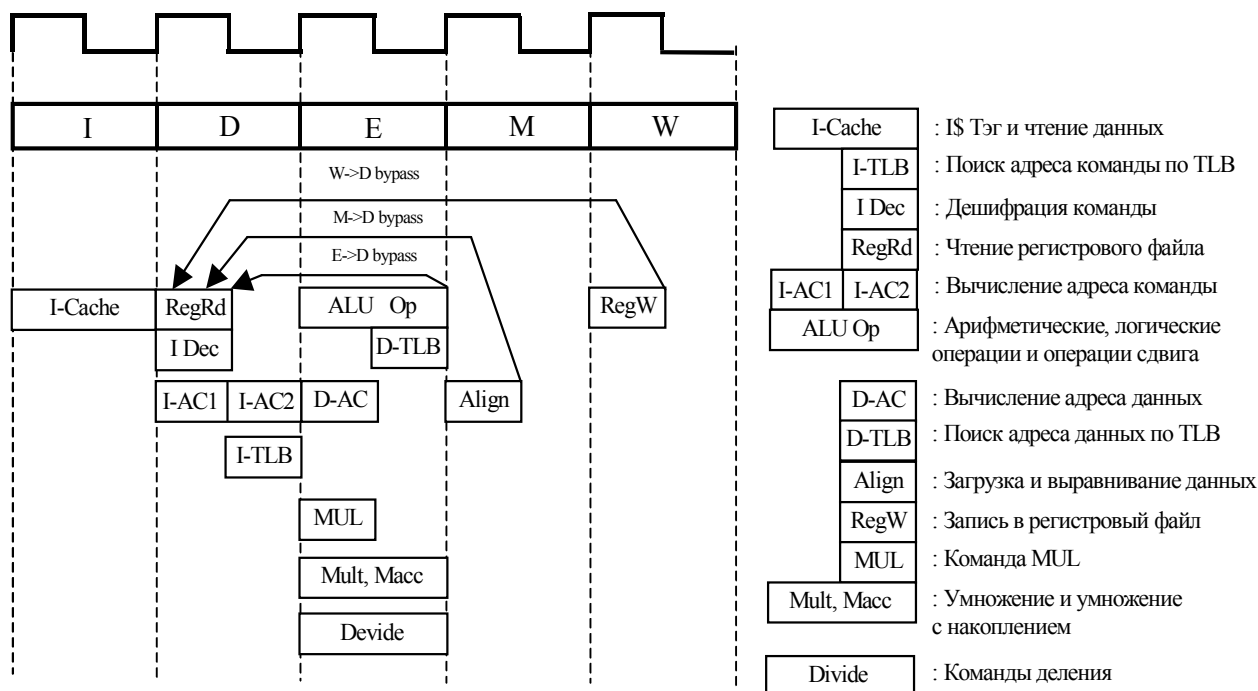 I D E M W
W->D bypass
M->D bypass
E->D bypass
I-Cache RegRd ALU Op RegW
I Dec D-TLB
I-AC1 I-AC2 D-AC Align
I-TLB
MUL
Mult, Macc
Devide
I-Cache : I$ Тэг и чтение данных
I-TLB : Поиск адреса команды по TLB
I Dec : Дешифрация команды
RegRd : Чтение регистрового файла
I-AC1 I-AC2 : Вычисление адреса команды
ALU Op : Арифметические, логические
операции и операции сдвига
D-AC : Вычисление адреса данных
D-TLB : Поиск адреса данных по TLB
Align : Загрузка и выравнивание данных
RegW : Запись в регистровый файл
MUL : Команда MUL
Mult, Macc : Умножение и умножение
с накоплением
Divide : Команды деления